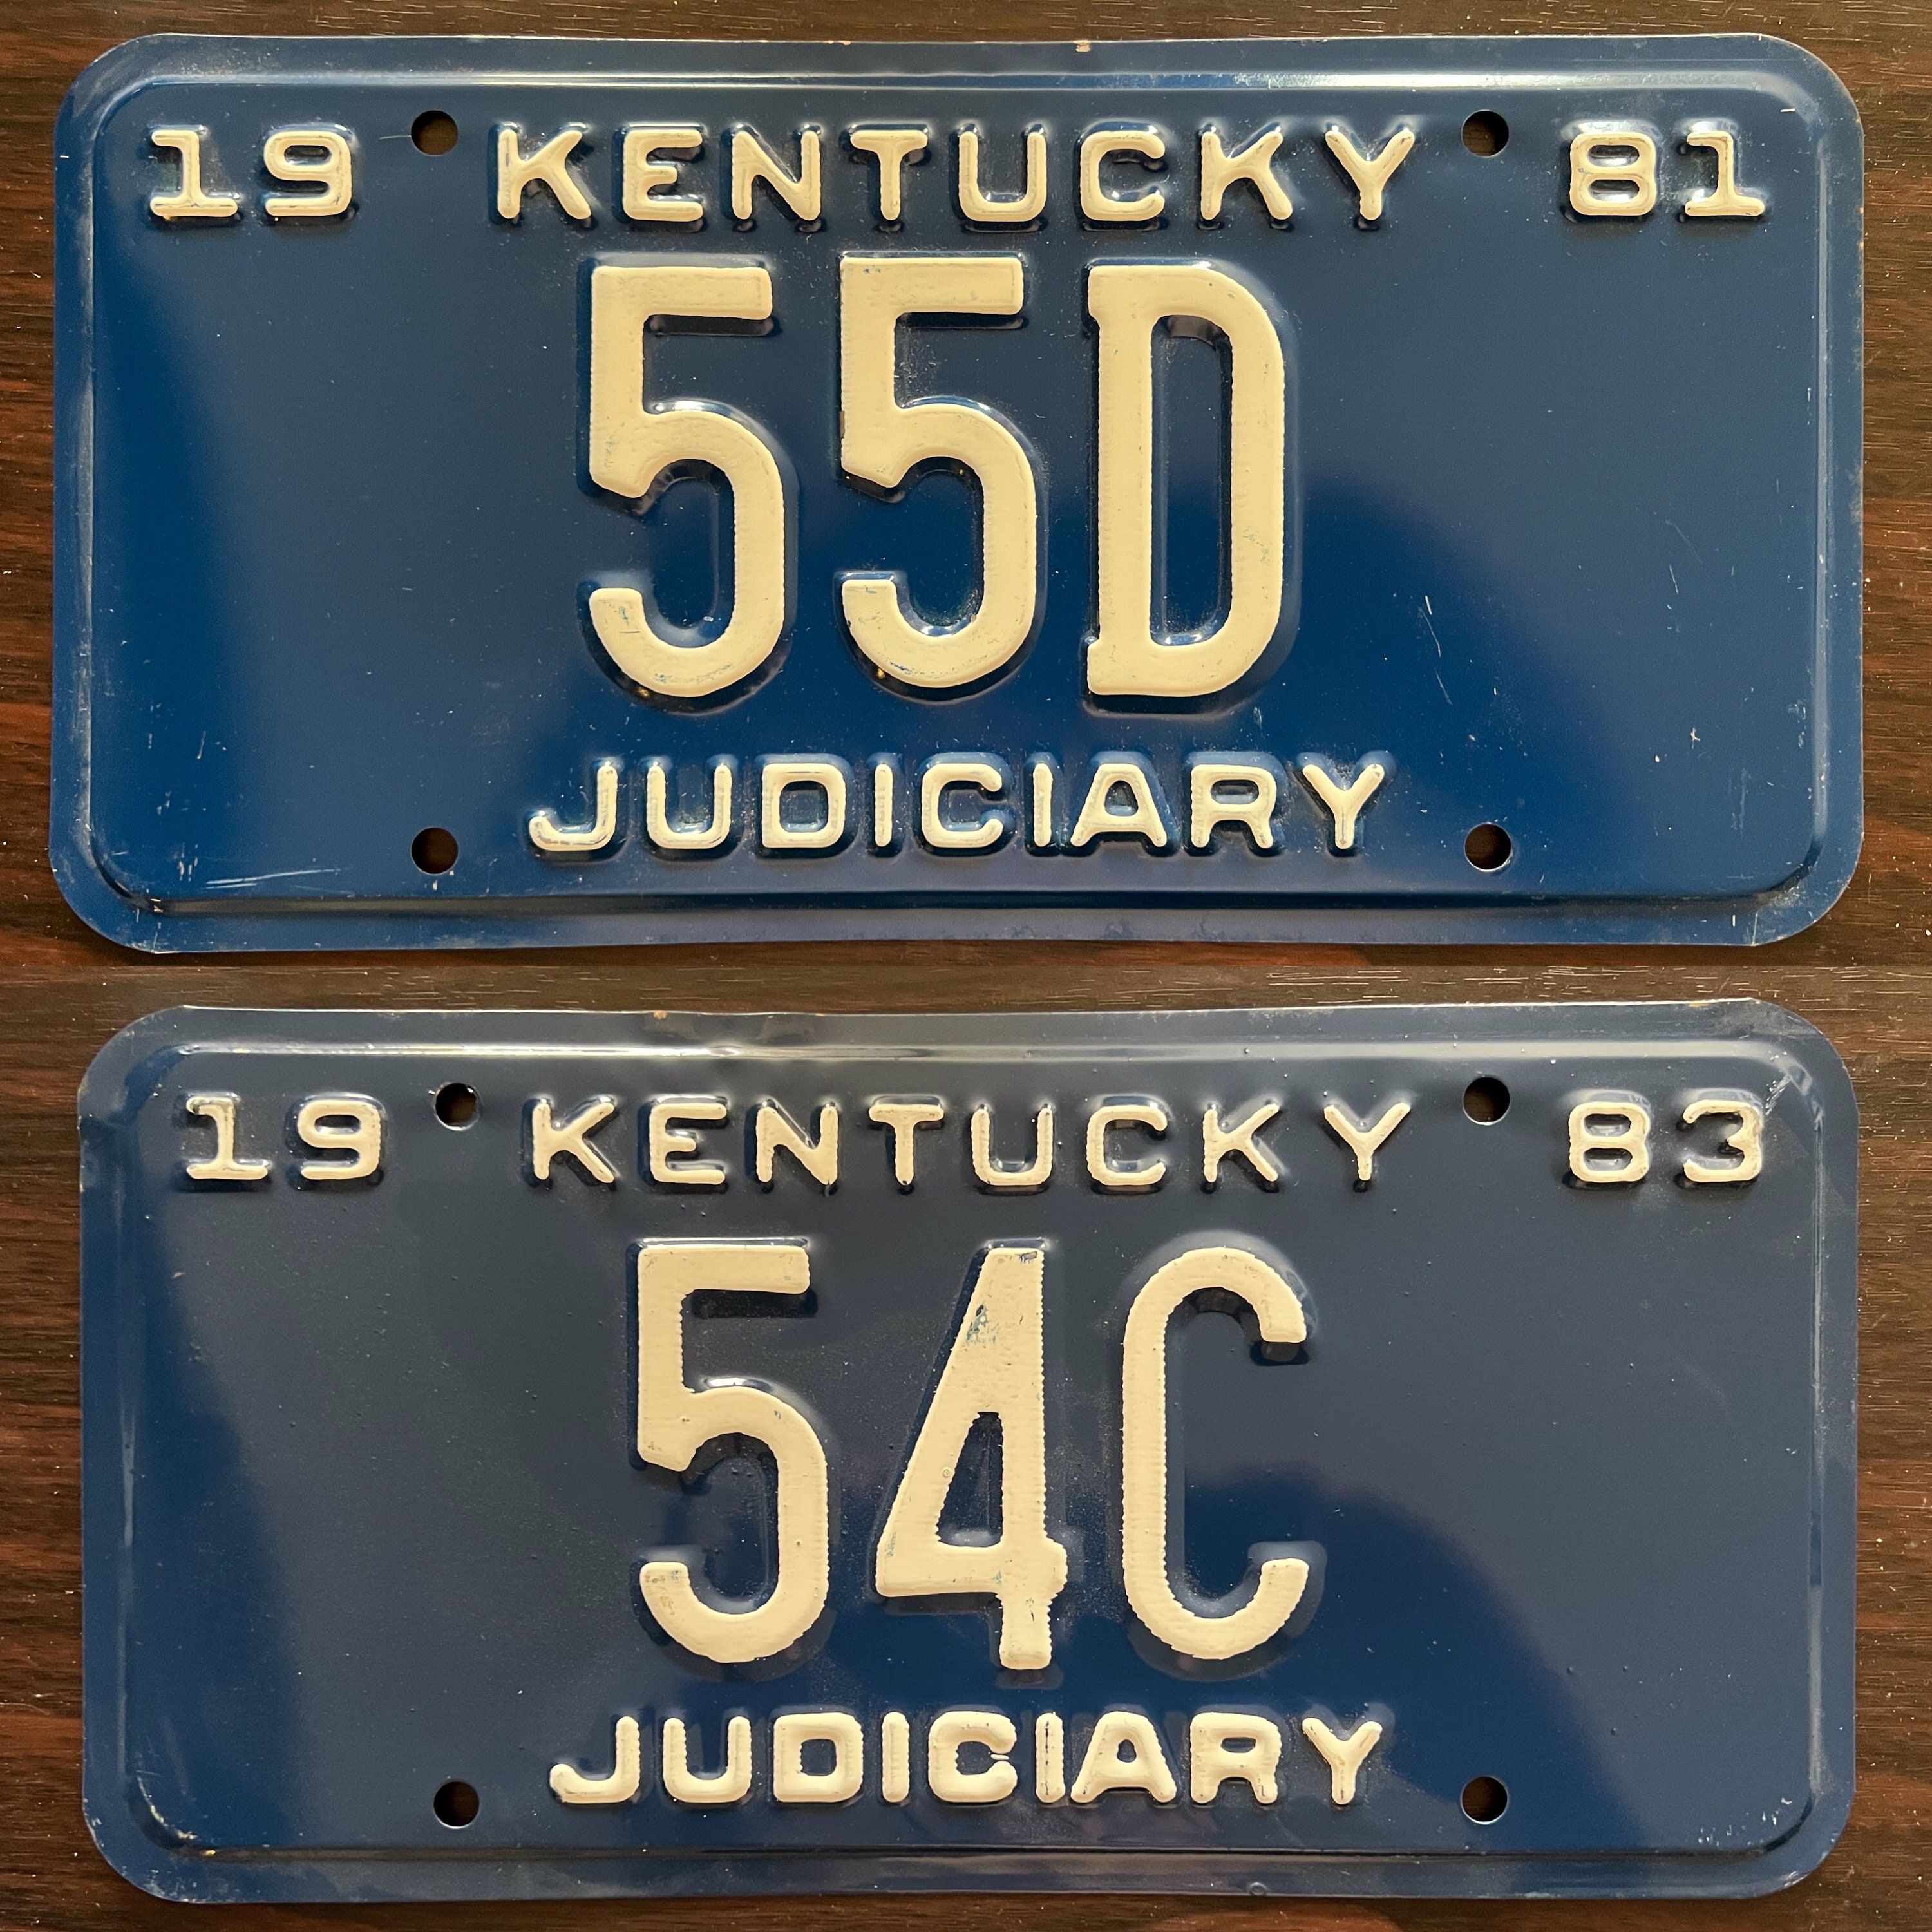 19 KENTUCKY 81
55D
JUDICIARY
19 KENTUCKY 83
54C
JUDICIARY